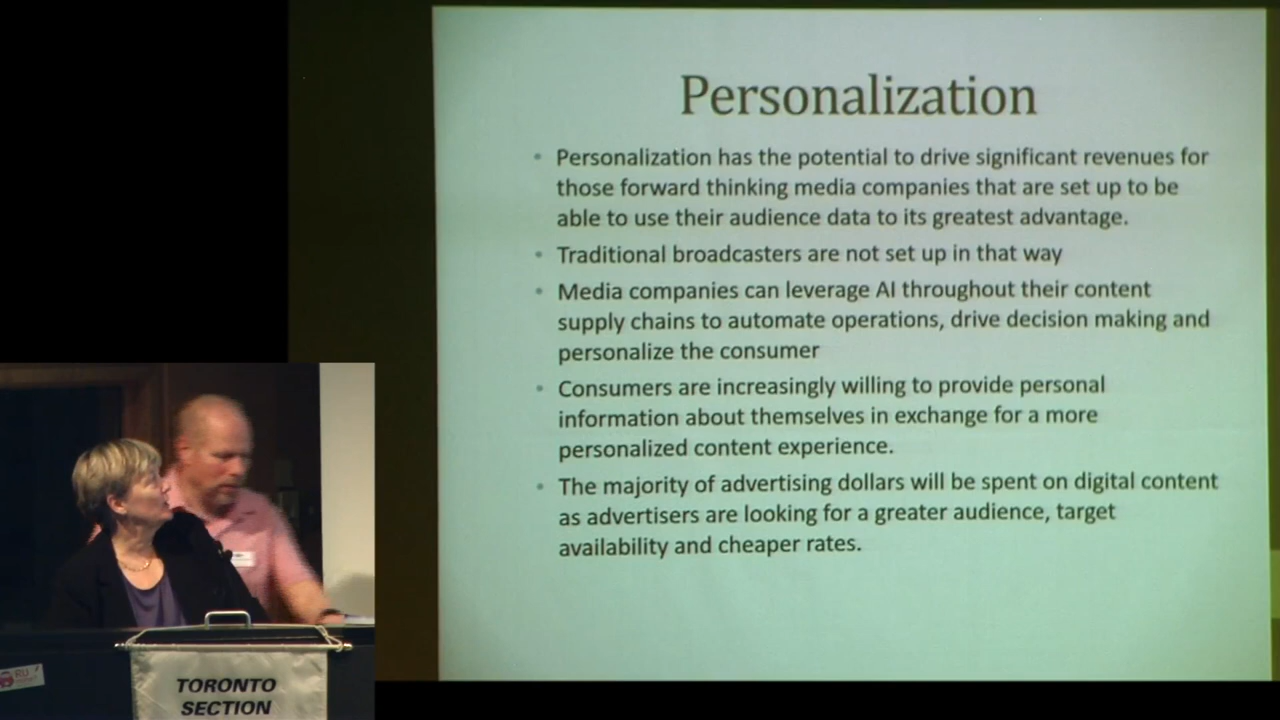 Personalization
• Personalization has the potential to drive significant revenues for
those forward thinking media companies that are set up to be
able to use their audience data to its greatest advantage.
• Traditional broadcasters are not set up in that way
• Media companies can leverage AI throughout their content
supply chains to automate operations, drive decision making and
personalize the consumer
• Consumers are increasingly willing to provide personal
information about themselves in exchange for a more
personalized content experience.
• The majority of advertising dollars will be spent on digital content
as advertisers are looking for a greater audience, target
availability and cheaper rates.
RU
TORONTO
SECTION